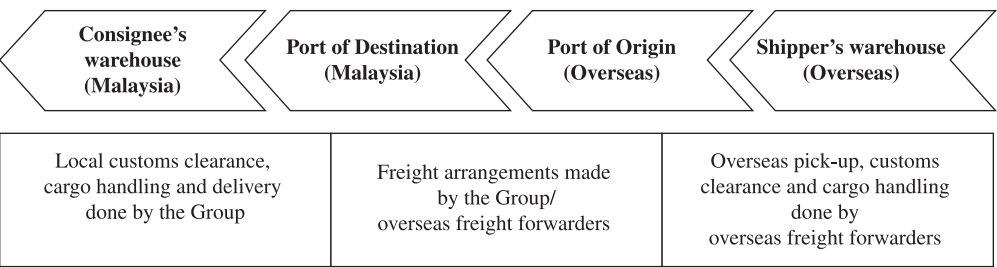 Consignee's
warehouse
(Malaysia)
Port of Destination
(Malaysia)
Port of Origin
(Overseas)
Shipper's warehouse
(Overseas)
Local customs clearance,
cargo handling and delivery
done by the Group
Freight arrangements made
by the Group/
overseas freight forwarders
Overseas pick-up, customs
clearance and cargo handling
done by
overseas freight forwarders